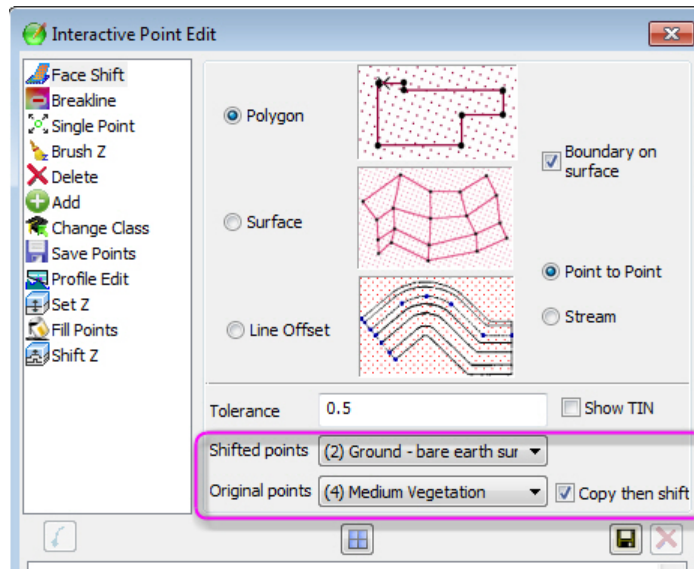 Interactive Point Edit
Face Shift
Breakline
Single Point
Brush Z
Delete
Add
Change Class
Save Points
Profile Edit
Set Z
Fill Points
Shift Z
Polygon
Boundary on
surface
Surface
Point to Point
Stream
Line Offset
Tolerance 0.5 Show TIN
Shifted points (2) Ground - bare earth sur
Original points (4) Medium Vegetation Copy then shift